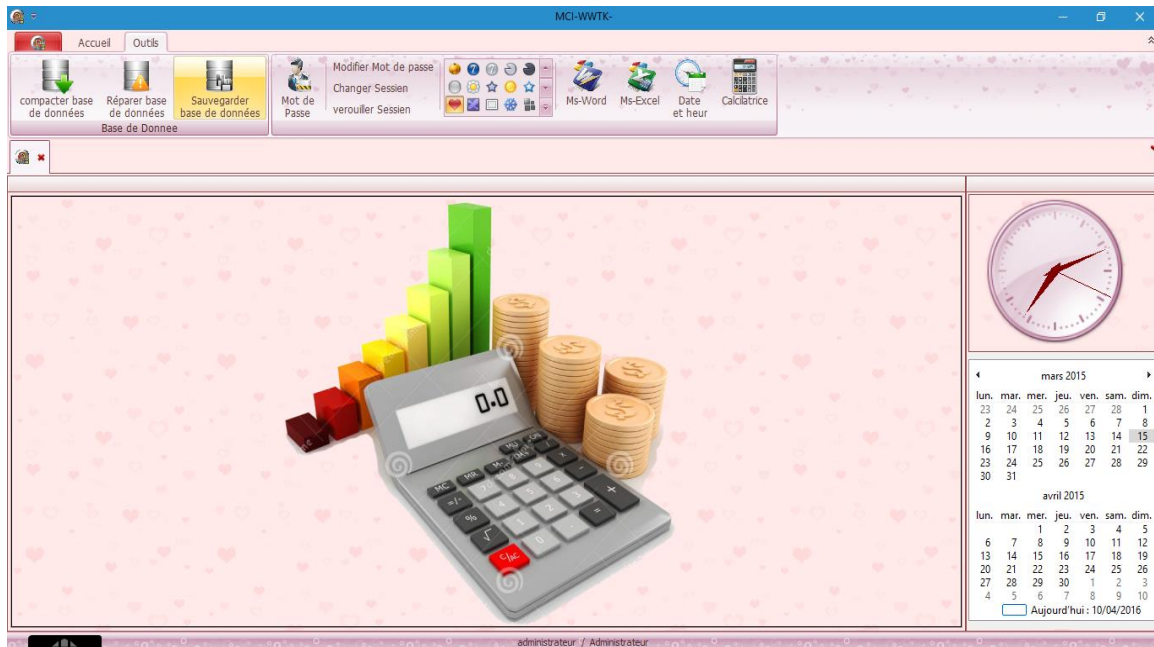 MCI-WWTK-
Accueil Outils
compacter base de données
Réparer base de données
Sauvegarder base de données
Base de Donnee
Mot de Passe
Modifier Mot de passe
Changer Sessien
verouiller Sessien
Ms-Word
Ms-Excel
Date et heur
Calcilatrice
0.0
MC MR
%
√
C/AC
mars 2015
lun. mar. mer. jeu. ven. sam. dim.
23 24 25 26 27 28 1
2 3 4 5 6 7 8
9 10 11 12 13 14 15
16 17 18 19 20 21 22
23 24 25 26 27 28 29
30 31
avril 2015
lun. mar. mer. jeu. ven. sam. dim.
1 2 3 4 5
6 7 8 9 10 11 12
13 14 15 16 17 18 19
20 21 22 23 24 25 26
27 28 29 30 1 2 3
4 5 6 7 8 9 10
Aujourd'hui : 10/04/2016
administrateur / Administrateur